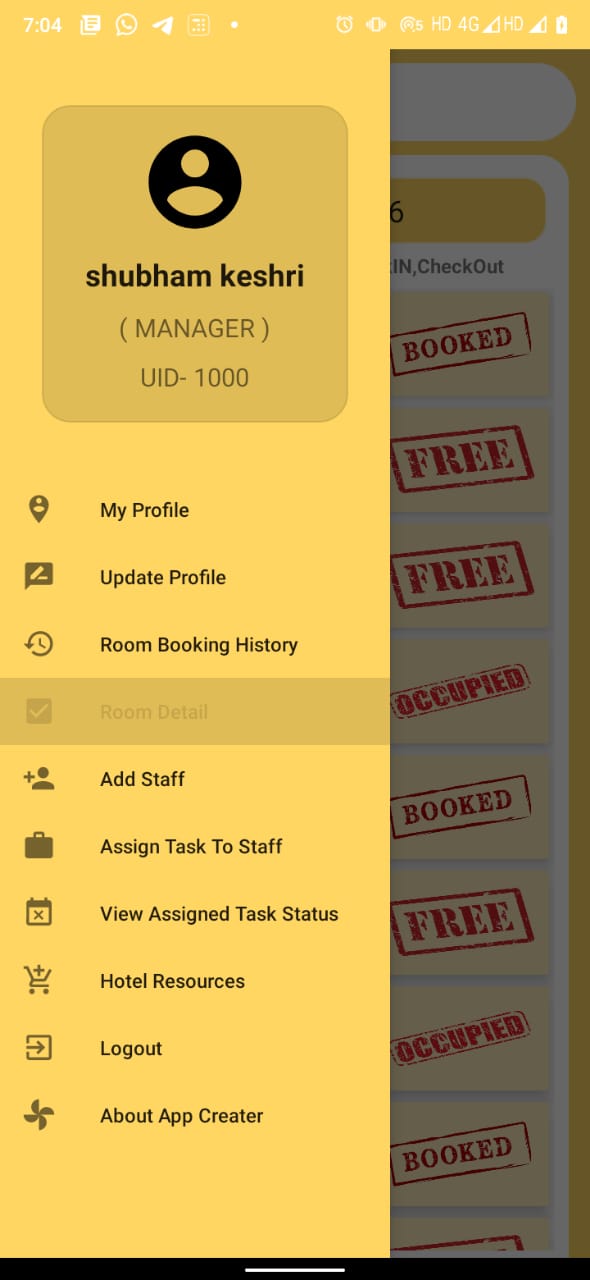 7:04
5 HD 4G HD
6
IN,CheckOut
shubham keshri
( MANAGER )
UID- 1000
My Profile
Update Profile
Room Booking History
Room Detail
Add Staff
Assign Task To Staff
View Assigned Task Status
Hotel Resources
Logout
About App Creater
BOOKED
FREE
FREE
OCCUPIED
BOOKED
FREE
OCCUPIED
BOOKED